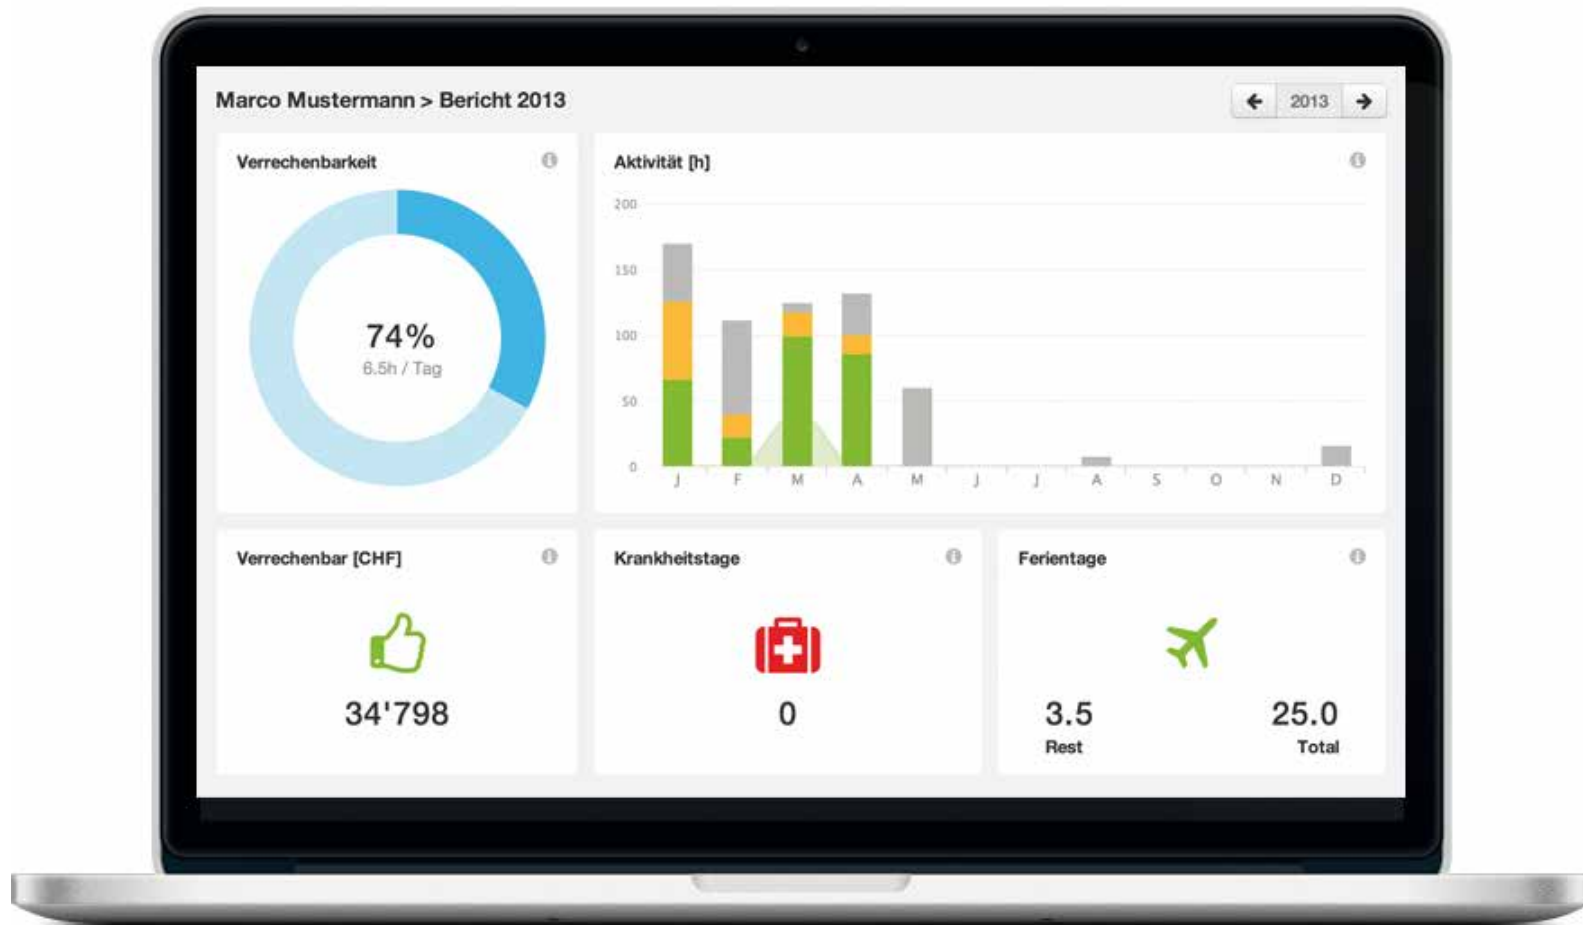 Marco Mustermann > Bericht 2013
2013
Verrechenbarkeit
74%
6.5h / Tag
Aktivität [h]
200
150
100
50
0
J F M A M J J A S O N D
Verrechenbar [CHF]
34'798
Krankheitstage
0
Ferientage
3.5 25.0
Rest Total